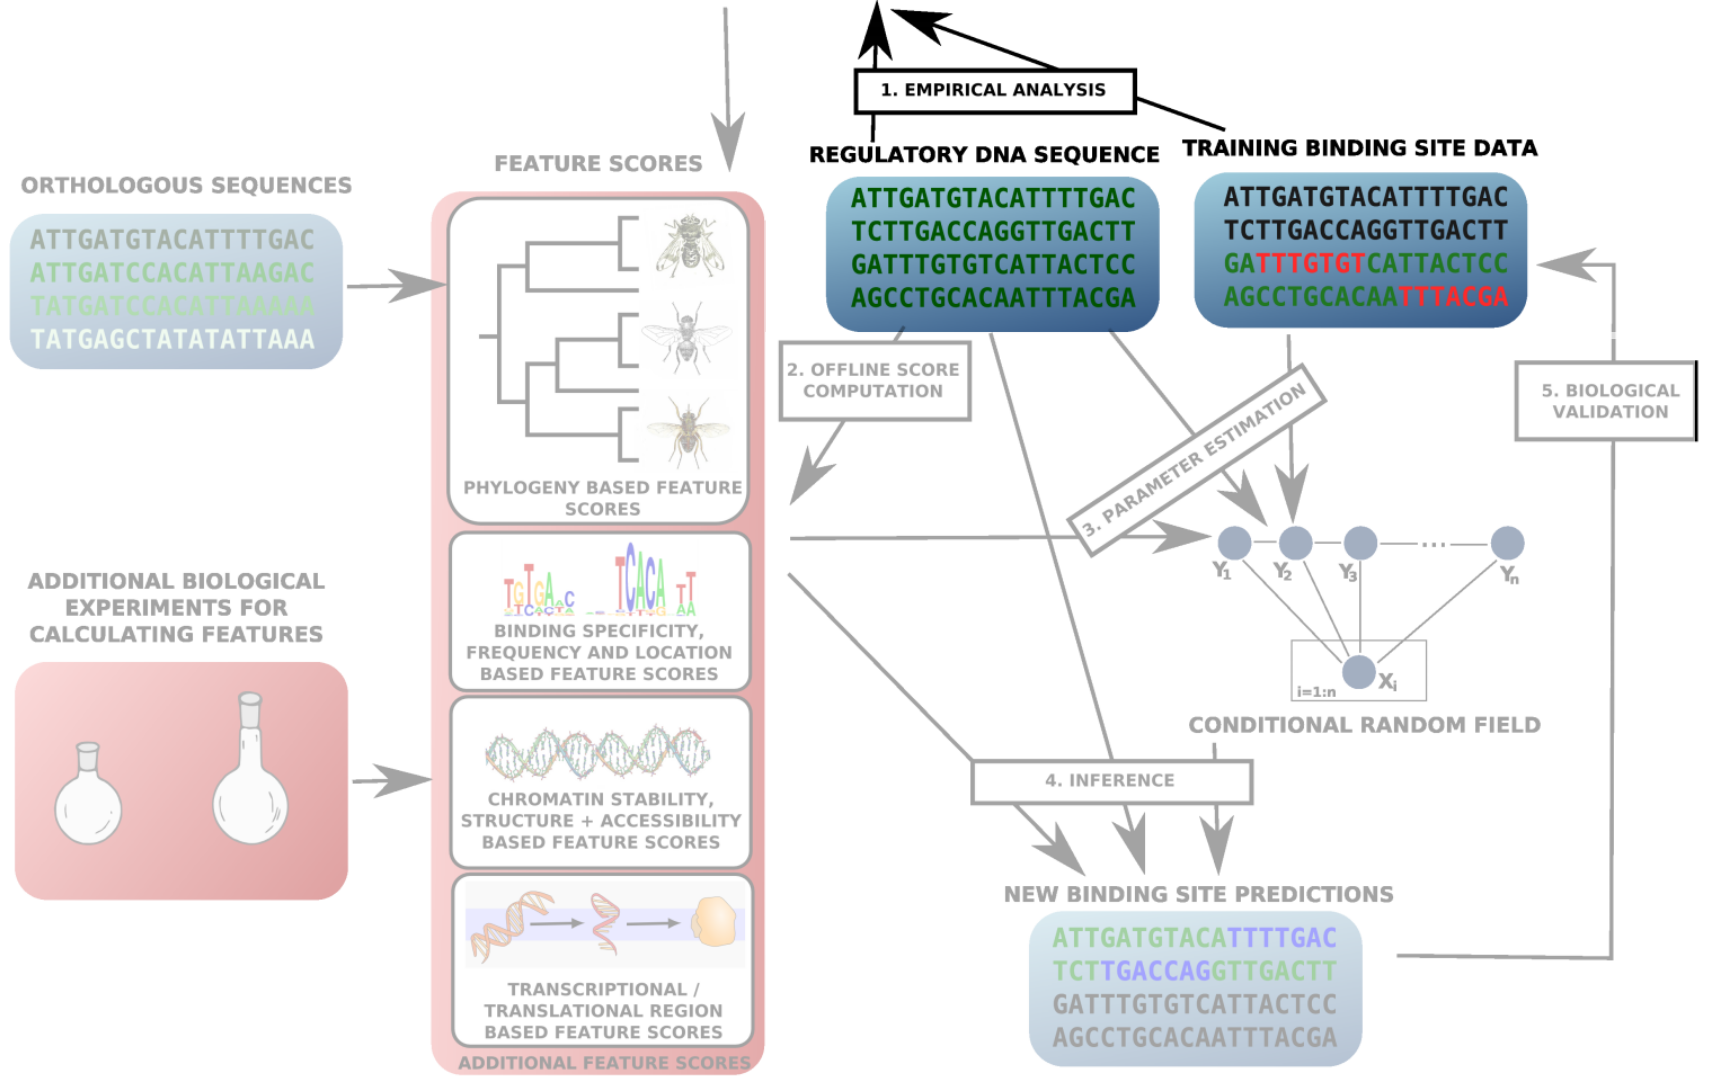 1. EMPIRICAL ANALYSIS
REGULATORY DNA SEQUENCE
ATTGATGTACATTTTGAC
TCTTGACCAGGTTGACTT
GATTTGTGTCATTACTCC
AGCCTGCACAATTTACGA
TRAINING BINDING SITE DATA
ATTGATGTACATTTTGAC
TCTTGACCAGGTTGACTT
GATTTGTGTCATTACTCC
AGCCTGCACAATTTACGA
ORTHOLOGOUS SEQUENCES
ATTGATGTACATTTTGAC
ATTGATCCACATTAAGAC
TATGATCCACATTAAAAA
TATGAGCTATATATTAAA
FEATURE SCORES
PHYLOGENY BASED FEATURE
SCORES
BINDING SPECIFICITY,
FREQUENCY AND LOCATION
BASED FEATURE SCORES
CHROMATIN STABILITY,
STRUCTURE + ACCESSIBILITY
BASED FEATURE SCORES
TRANSCRIPTIONAL /
TRANSLATIONAL REGION
BASED FEATURE SCORES
ADDITIONAL FEATURE SCORES
ADDITIONAL BIOLOGICAL
EXPERIMENTS FOR
CALCULATING FEATURES
2. OFFLINE SCORE
COMPUTATION
3. PARAMETER ESTIMATION
5. BIOLOGICAL
VALIDATION
Y1 Y2 Y3 ... Yn
Xi
i=1:n
CONDITIONAL RANDOM FIELD
4. INFERENCE
NEW BINDING SITE PREDICTIONS
ATTGATGTACATTTTGAC
TCTTGACCAGGTTGACTT
GATTTGTGTCATTACTCC
AGCCTGCACAATTTACGA